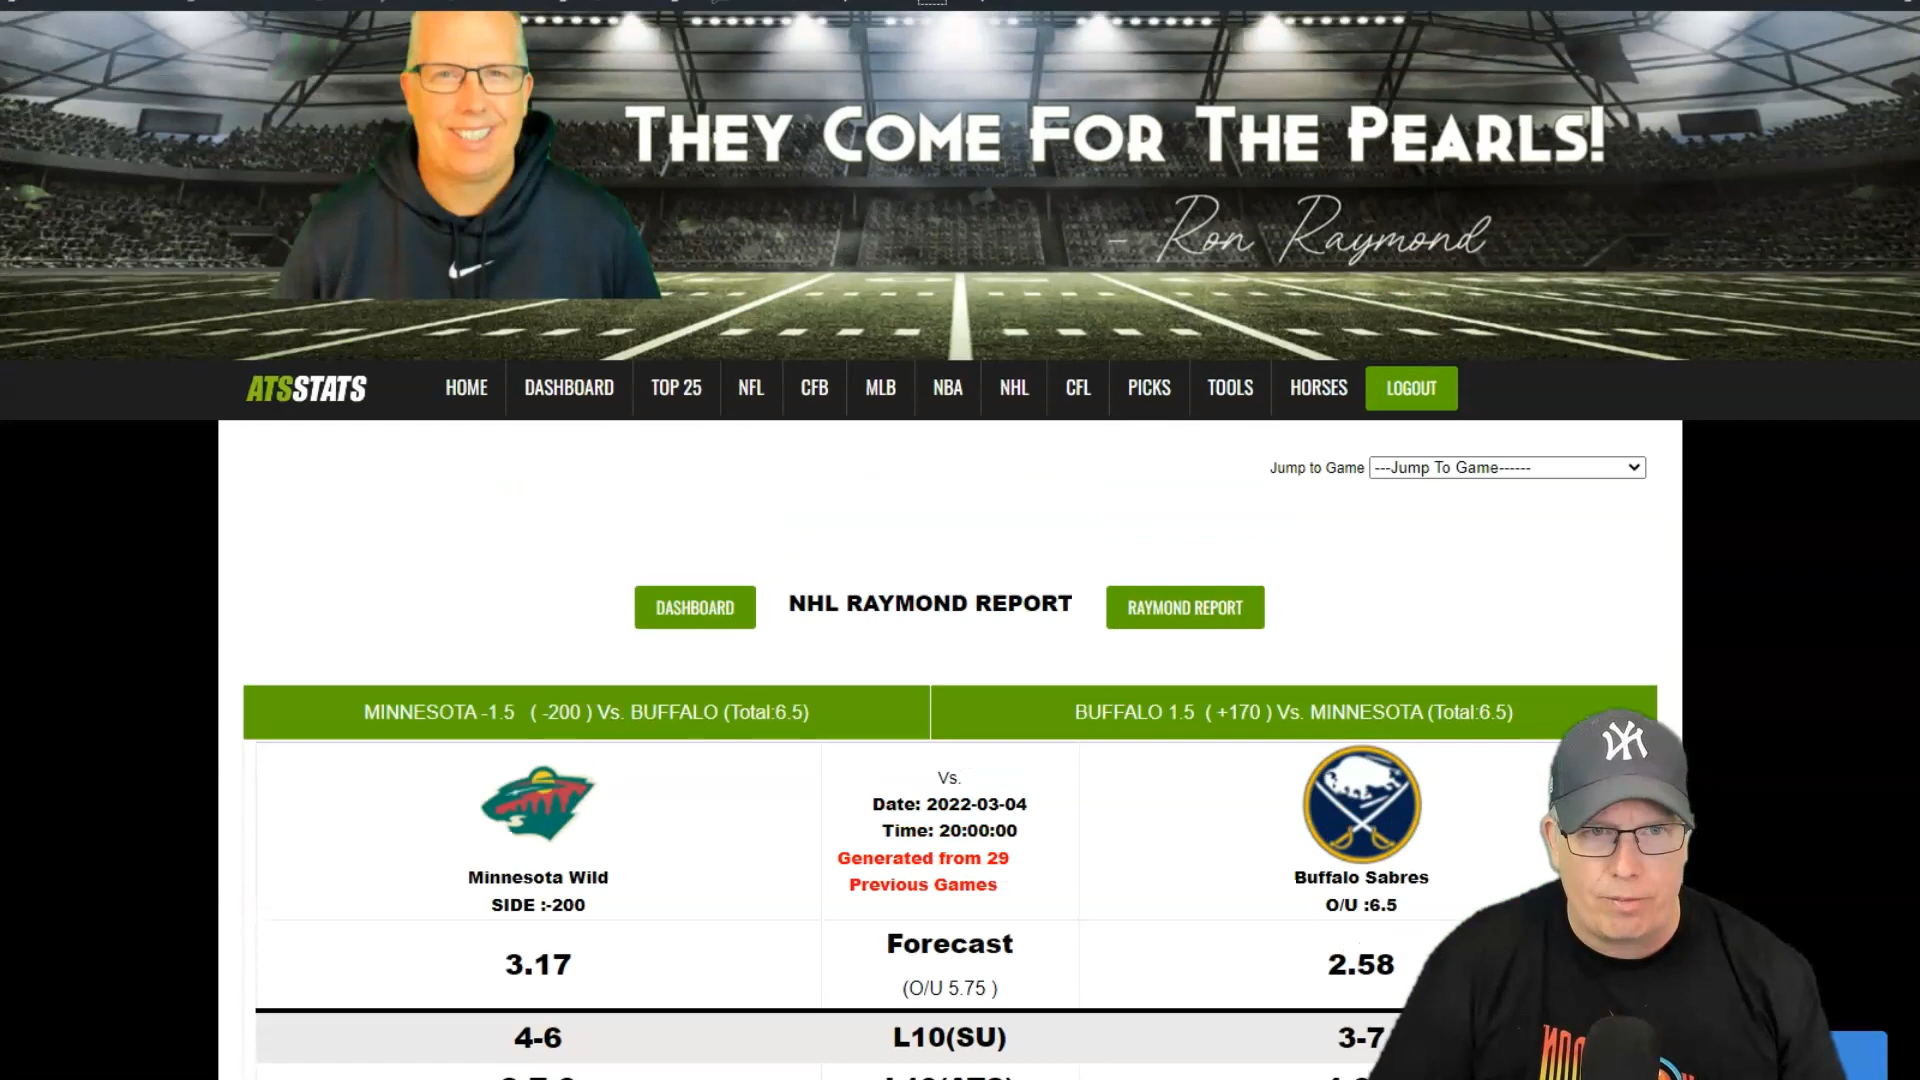 THEY COME FOR THE PEARLS!
- Ron Raymond
ATSSTATS
HOME DASHBOARD TOP 25 NFL CFB MLB NBA NHL CFL PICKS TOOLS HORSES LOGOUT
Jump to Game ---Jump To Game------
DASHBOARD NHL RAYMOND REPORT RAYMOND REPORT
MINNESOTA -1.5 ( -200 ) Vs. BUFFALO (Total:6.5) BUFFALO 1.5 ( +170 ) Vs. MINNESOTA (Total:6.5)
Vs.
Date: 2022-03-04
Time: 20:00:00
Generated from 29
Previous Games
Minnesota Wild
SIDE :-200
Buffalo Sabres
O/U :6.5
NY
3.17 Forecast 2.58
(O/U 5.75 )
4-6 L10(SU) 3-7